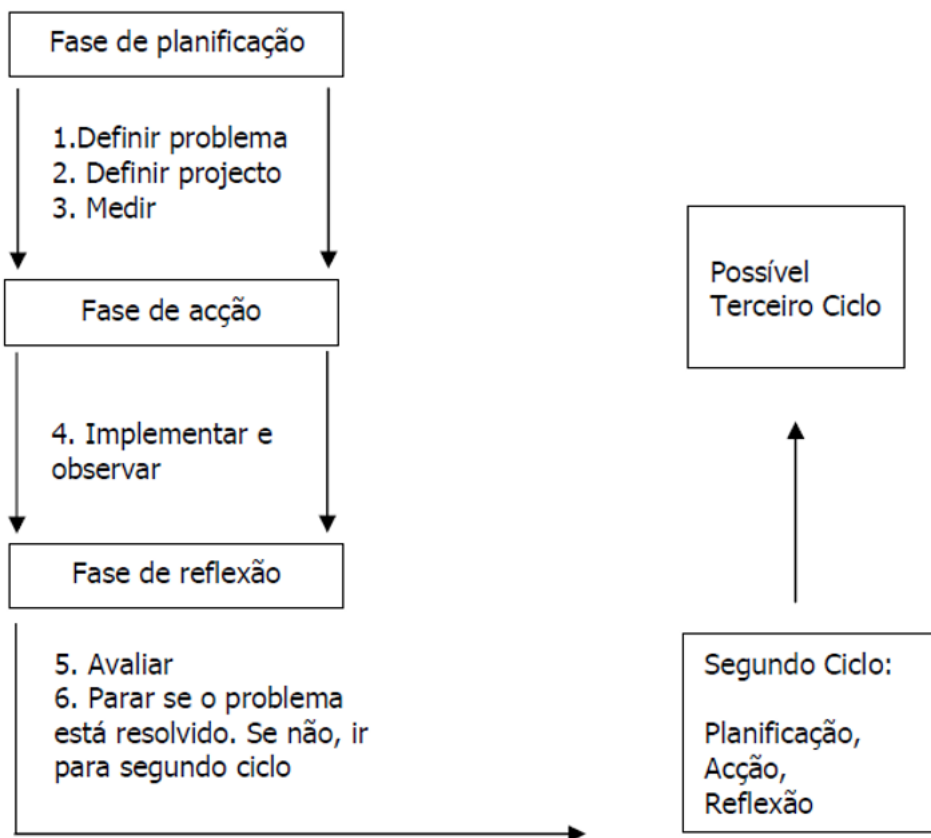 Fase de planificação
1.Definir problema
2. Definir projecto
3. Medir
Fase de acção
4. Implementar e
observar
Fase de reflexão
5. Avaliar
6. Parar se o problema
está resolvido. Se não, ir
para segundo ciclo
Segundo Ciclo:
Planificação,
Acção,
Reflexão
Possível
Terceiro Ciclo